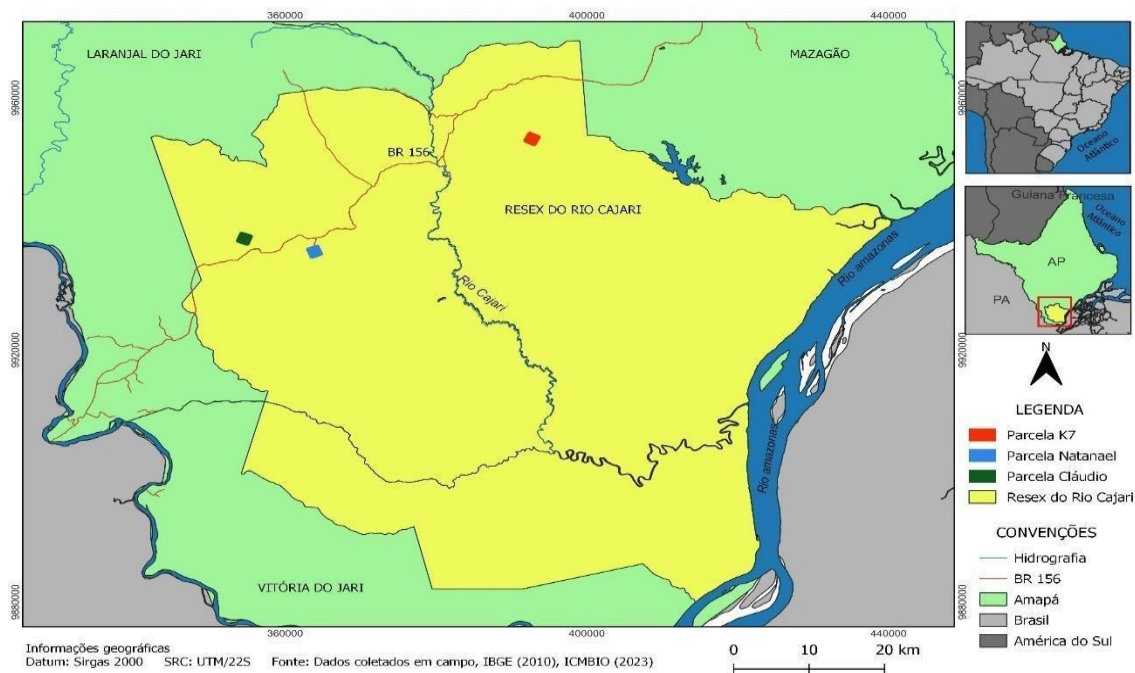 360000
400000
440000
LARANJAL DO JARI
MAZAGÃO
9960000
9960000
BR 156
RESEX DO RIO CAJARI
Rio Cajari
Rio amazonas
Rio amazonas
9920000
9920000
VITÓRIA DO JARI
9880000
9880000
360000
400000
440000
Oceano
Atlântico
Guiana Francesa
Oceano
Atlântico
AP
PA
N
LEGENDA
Parcela K7
Parcela Natanael
Parcela Cláudio
Resex do Rio Cajari
CONVENÇÕES
Hidrografia
BR 156
Amapá
Brasil
América do Sul
Informações geográficas
Datum: Sirgas 2000 SRC: UTM/22S Fonte: Dados coletados em campo, IBGE (2010), ICMBIO (2023)
0 10 20 km